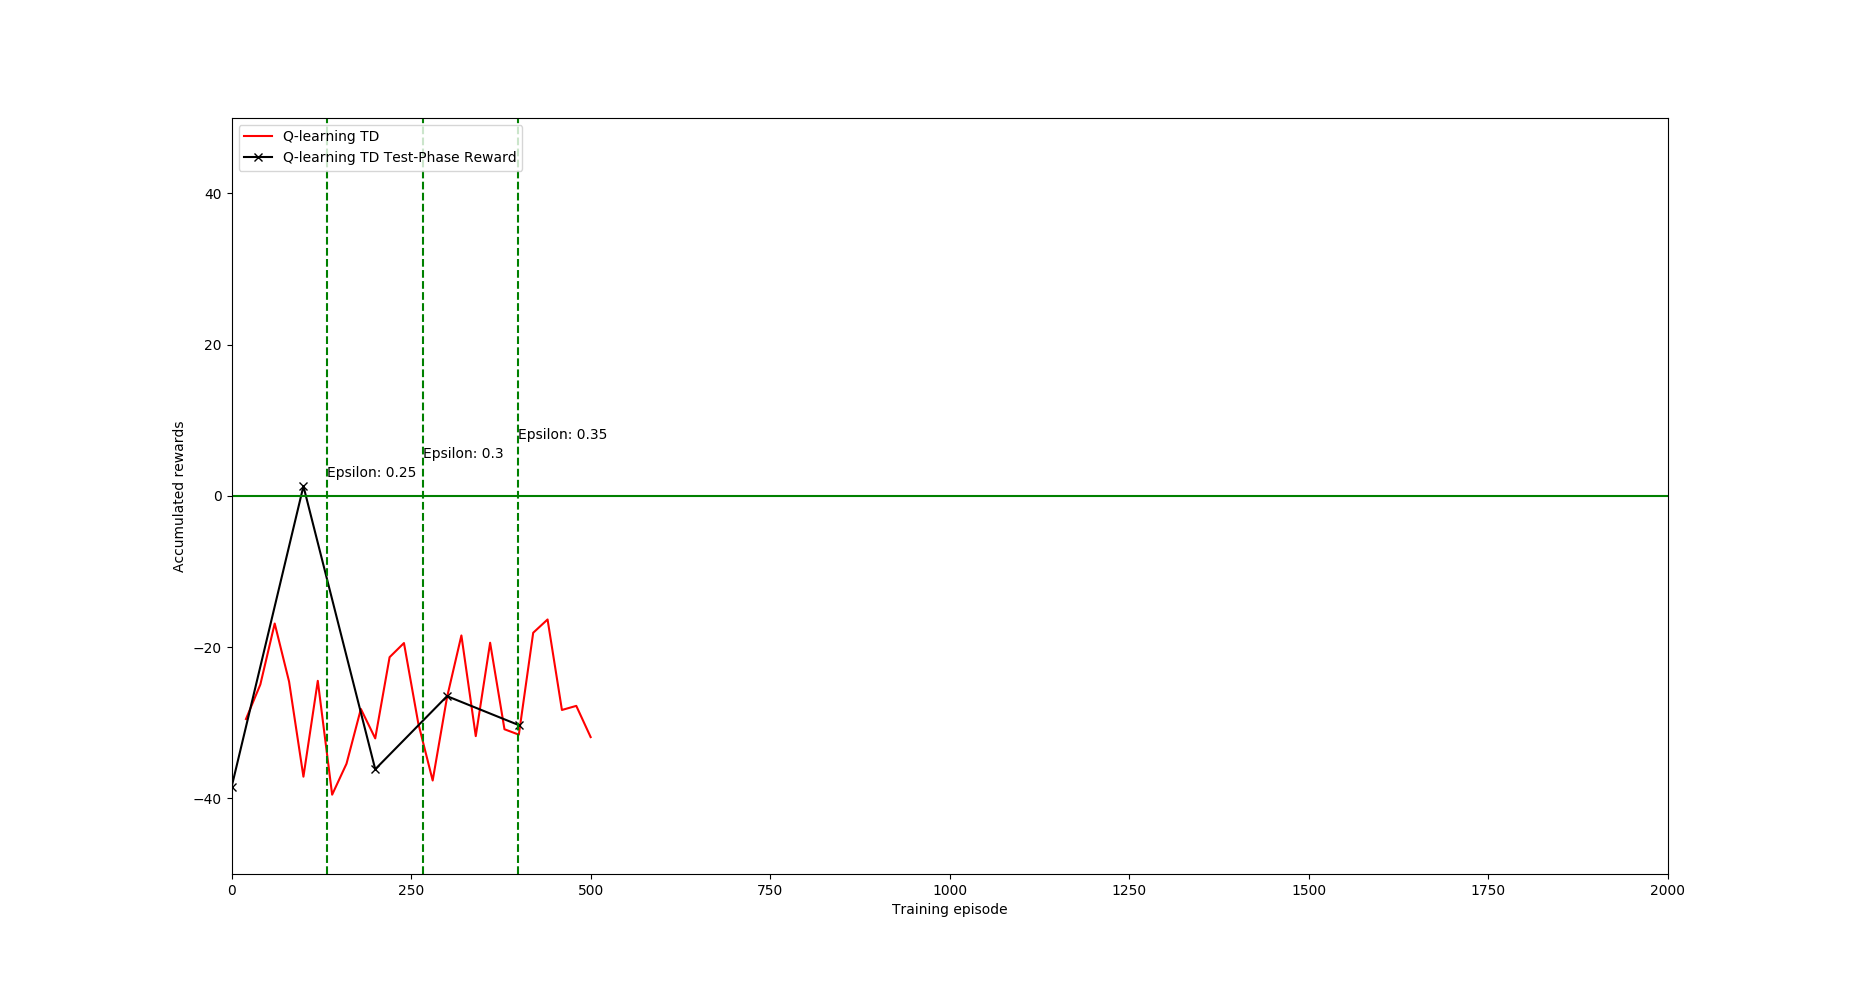 Q-learning TD
Q-learning TD Test-Phase Reward
40
20
0
−20
−40
Accumulated rewards
Epsilon: 0.35
Epsilon: 0.3
Epsilon: 0.25
0 250 500 750 1000 1250 1500 1750 2000
Training episode